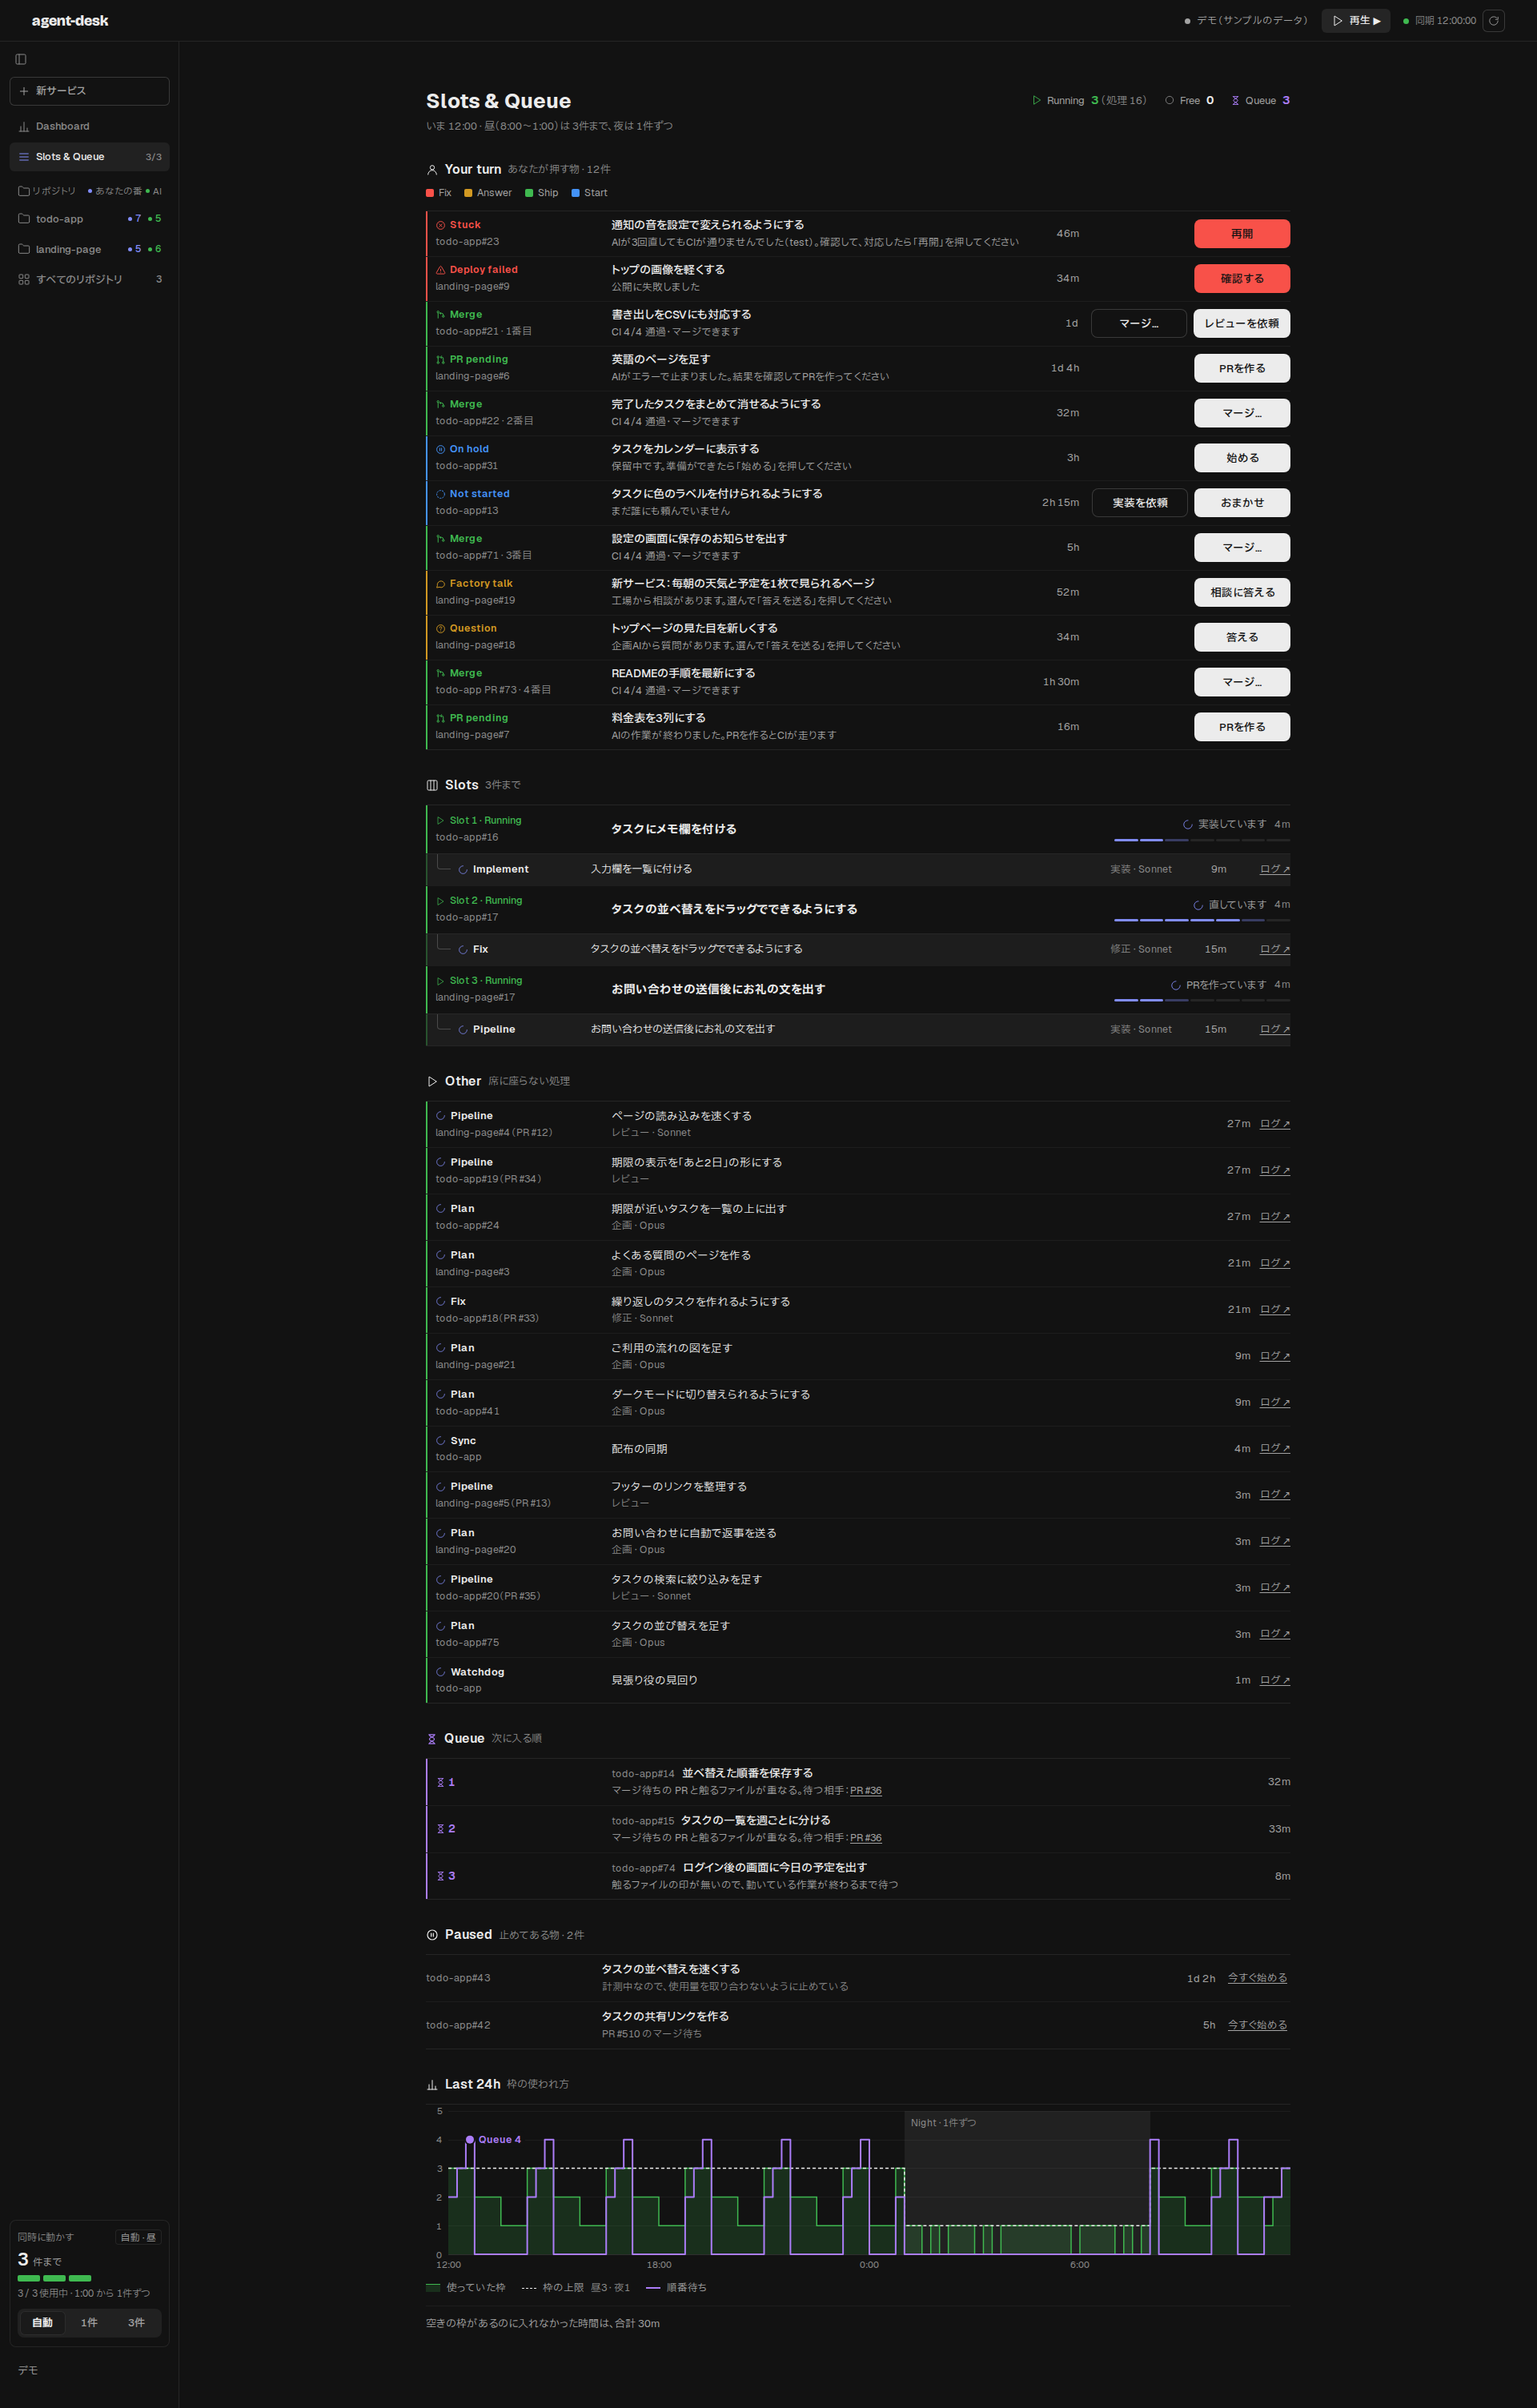 agent-desk
デモ（サンプルのデータ）
再生 ▶
同期 12:00:00
新サービス
Dashboard
Slots & Queue 3/3
リポジトリ あなたの番 AI
todo-app 7 5
landing-page 5 6
すべてのリポジトリ 3
Slots & Queue
Running 3（処理 16） Free 0 Queue 3
いま 12:00 · 昼（8:00〜1:00）は 3件まで、夜は 1件ずつ
Your turn あなたが押す物 · 12件
Fix Answer Ship Start
Stuck 通知の音を設定で変えられるようにする 46m 再開
todo-app#23 AIが3回直してもCIが通りませんでした（test）。確認して、対応したら「再開」を押してください
Deploy failed トップの画像を軽くする 34m 確認する
landing-page#9 公開に失敗しました
Merge 書き出しをCSVにも対応する 1d マージ… レビューを依頼
todo-app#21 · 1番目 CI 4/4 通過・マージできます
PR pending 英語のページを足す 1d 4h PRを作る
landing-page#6 AIがエラーで止まりました。結果を確認してPRを作ってください
Merge 完了したタスクをまとめて消せるようにする 32m マージ…
todo-app#22 · 2番目 CI 4/4 通過・マージできます
On hold タスクをカレンダーに表示する 3h 始める
todo-app#31 保留中です。準備ができたら「始める」を押してください
Not started タスクに色のラベルを付けられるようにする 2h 15m 実装を依頼 おまかせ
todo-app#13 まだ誰にも頼んでいません
Merge 設定の画面に保存のお知らせを出す 5h マージ…
todo-app#71 · 3番目 CI 4/4 通過・マージできます
Factory talk 新サービス：毎朝の天気と予定を1枚で見られるページ 52m 相談に答える
landing-page#19 工場から相談があります。選んで「答えを送る」を押してください
Question トップページの見た目を新しくする 34m 答える
landing-page#18 企画AIから質問があります。選んで「答えを送る」を押してください
Merge READMEの手順を最新にする 1h 30m マージ…
todo-app PR #73 · 4番目 CI 4/4 通過・マージできます
PR pending 料金表を3列にする 16m PRを作る
landing-page#7 AIの作業が終わりました。PRを作るとCIが走ります
Slots 3件まで
Slot 1 · Running タスクにメモ欄を付ける 実装しています 4m
todo-app#16
Implement 入力欄を一覧に付ける 実装 · Sonnet 9m ログ ↗
Slot 2 · Running タスクの並べ替えをドラッグでできるようにする 直しています 4m
todo-app#17
Fix タスクの並べ替えをドラッグでできるようにする 修正 · Sonnet 15m ログ ↗
Slot 3 · Running お問い合わせの送信後にお礼の文を出す PRを作っています 4m
landing-page#17
Pipeline お問い合わせの送信後にお礼の文を出す 実装 · Sonnet 15m ログ ↗
Other 席に座らない処理
Pipeline ページの読み込みを速くする 27m ログ ↗
landing-page#4（PR #12） レビュー · Sonnet
Pipeline 期限の表示を「あと2日」の形にする 27m ログ ↗
todo-app#19（PR #34） レビュー
Plan 期限が近いタスクを一覧の上に出す 27m ログ ↗
todo-app#24 企画 · Opus
Plan よくある質問のページを作る 21m ログ ↗
landing-page#3 企画 · Opus
Fix 繰り返しのタスクを作れるようにする 21m ログ ↗
todo-app#18（PR #33） 修正 · Sonnet
Plan ご利用の流れの図を足す 9m ログ ↗
landing-page#21 企画 · Opus
Plan ダークモードに切り替えられるようにする 9m ログ ↗
todo-app#41 企画 · Opus
Sync 配布の同期 4m ログ ↗
todo-app
Pipeline フッターのリンクを整理する 3m ログ ↗
landing-page#5（PR #13） レビュー
Plan お問い合わせに自動で返事を送る 3m ログ ↗
landing-page#20 企画 · Opus
Pipeline タスクの検索に絞り込みを足す 3m ログ ↗
todo-app#20（PR #35） レビュー · Sonnet
Plan タスクの並び替えを足す 3m ログ ↗
todo-app#75 企画 · Opus
Watchdog 見張り役の見回り 1m ログ ↗
todo-app
Queue 次に入る順
1 todo-app#14 並べ替えた順番を保存する 32m
マージ待ちの PR と触るファイルが重なる。待つ相手：PR #36
2 todo-app#15 タスクの一覧を週ごとに分ける 33m
マージ待ちの PR と触るファイルが重なる。待つ相手：PR #36
3 todo-app#74 ログイン後の画面に今日の予定を出す 8m
触るファイルの印が無いので、動いている作業が終わるまで待つ
Paused 止めてある物 · 2件
todo-app#43 タスクの並べ替えを速くする 1d 2h 今すぐ始める
計測中なので、使用量を取り合わないように止めている
todo-app#42 タスクの共有リンクを作る 5h 今すぐ始める
PR #510 のマージ待ち
Last 24h 枠の使われ方
5
Night · 1件ずつ
4 Queue 4
3
2
1
0
12:00 18:00 0:00 6:00
使っていた枠 枠の上限 昼3 · 夜1 順番待ち
空きの枠があるのに入れなかった時間は、合計 30m
同時に動かす 自動 · 昼
3 件まで
3 / 3 使用中 · 1:00 から 1件ずつ
自動 1件 3件
デモ